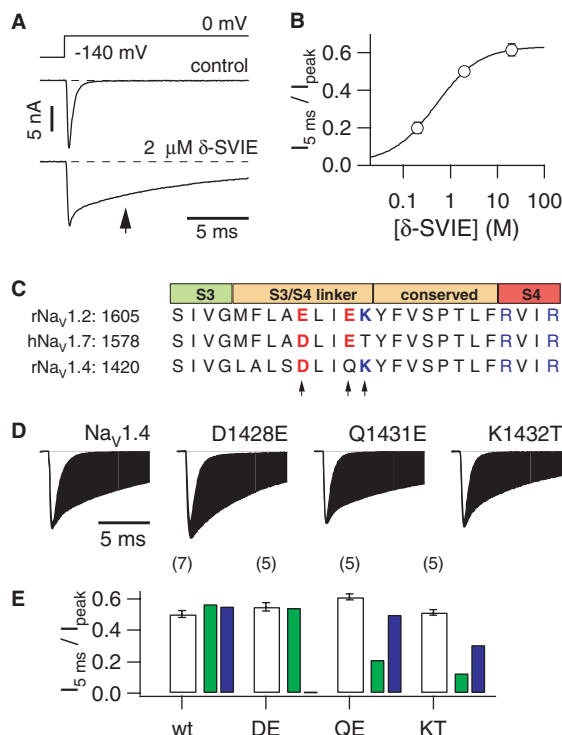 A
0 mV
-140 mV
control
5 nA
2 μM δ-SVIE
5 ms
B
I5 ms / Ipeak
0.6
0.4
0.2
0.0
0.1 1 10 100
[δ-SVIE] (M)
C
S3 S3/S4 linker conserved S4
rNaV1.2: 1605 S I V G M F L A E L I E K Y F V S P T L F R V I R
hNaV1.7: 1578 S I V G M F L A D L I E T Y F V S P T L F R V I R
rNaV1.4: 1420 S I V G L A L S D L I Q K Y F V S P T L F R V I R
D
NaV1.4 D1428E Q1431E K1432T
5 ms
(7) (5) (5) (5)
E
I5 ms / Ipeak
0.6
0.4
0.2
0.0
wt DE QE KT